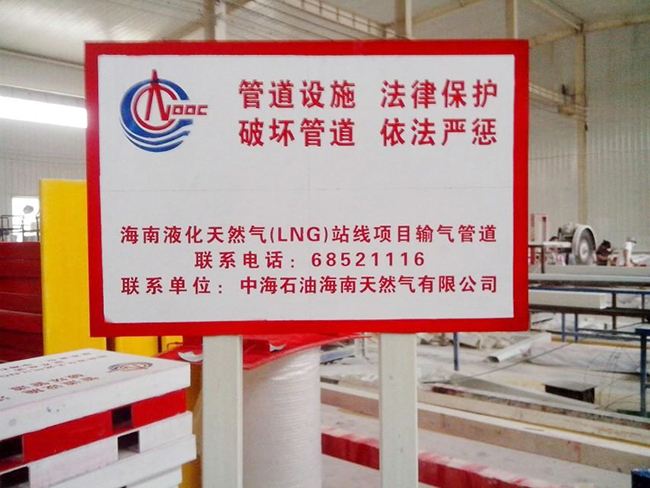 CNOOC
管道设施 法律保护
破坏管道 依法严惩
海南液化天然气(LNG)站线项目输气管道
联系电话：68521116
联系单位：中海石油海南天然气有限公司